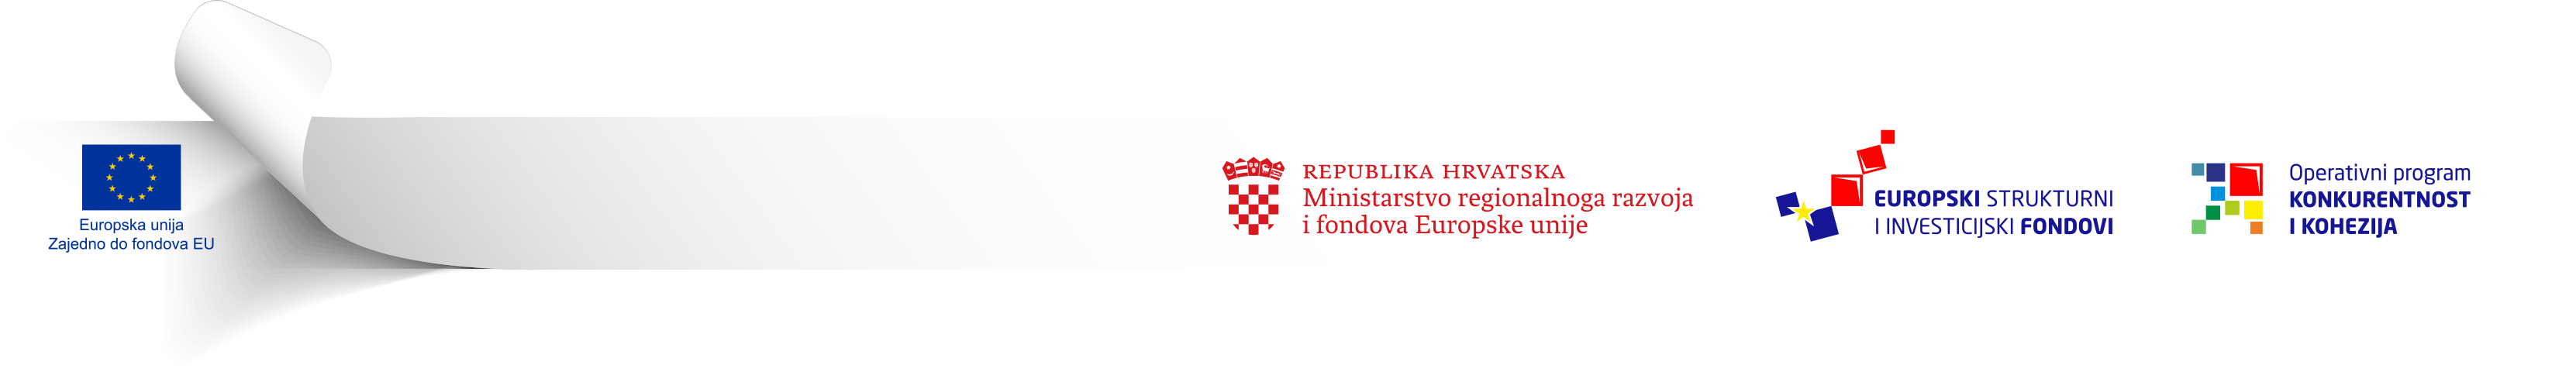 Europska unija
Zajedno do fondova EU
REPUBLIKA HRVATSKA
Ministarstvo regionalnoga razvoja
i fondova Europske unije
EUROPSKI STRUKTURNI
I INVESTICIJSKI FONDOVI
Operativni program
KONKURENTNOST
I KOHEZIJA